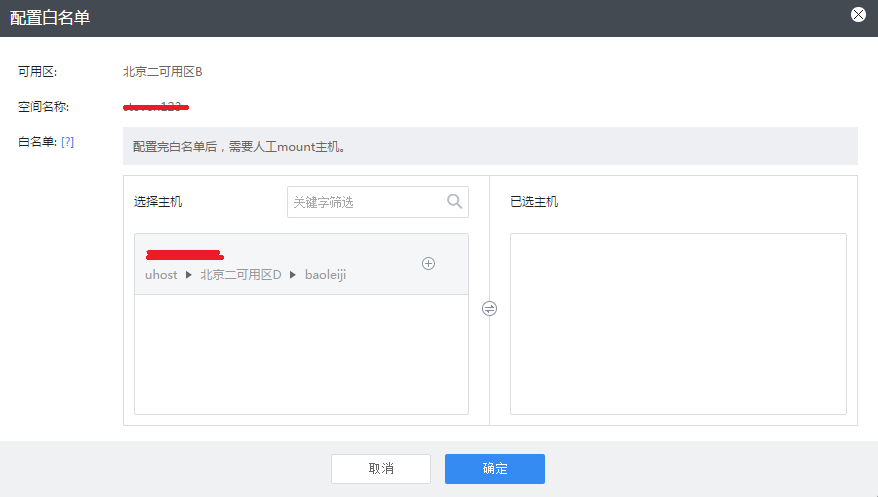 配置白名单
可用区: 北京二可用区B
空间名称:
白名单: [?] 配置完白名单后，需要人工mount主机。
选择主机 关键字筛选 已选主机
uhost 北京二可用区D baoleiji
取消 确定